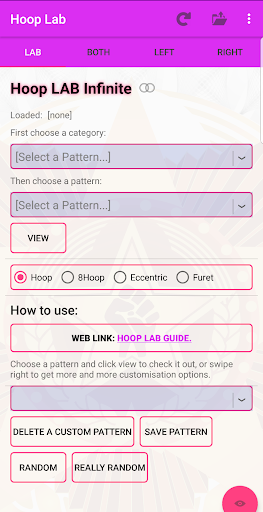 Hoop Lab
LAB BOTH LEFT RIGHT
Hoop LAB Infinite
Loaded: [none]
First choose a category:
[Select a Pattern...]
Then choose a pattern:
[Select a Pattern...]
VIEW
Hoop 8Hoop Eccentric Furet
How to use:
WEB LINK: HOOP LAB GUIDE.
Choose a pattern and click view to check it out, or swipe
right to get more and more customisation options.
DELETE A CUSTOM PATTERN SAVE PATTERN
RANDOM REALLY RANDOM